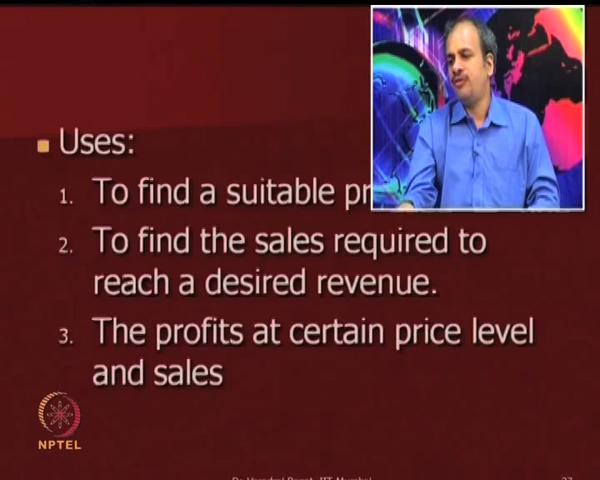 Uses:
1. To find a suitable
2. To find the sales required to
reach a desired revenue.
3. The profits at certain price level
and sales
NPTEL